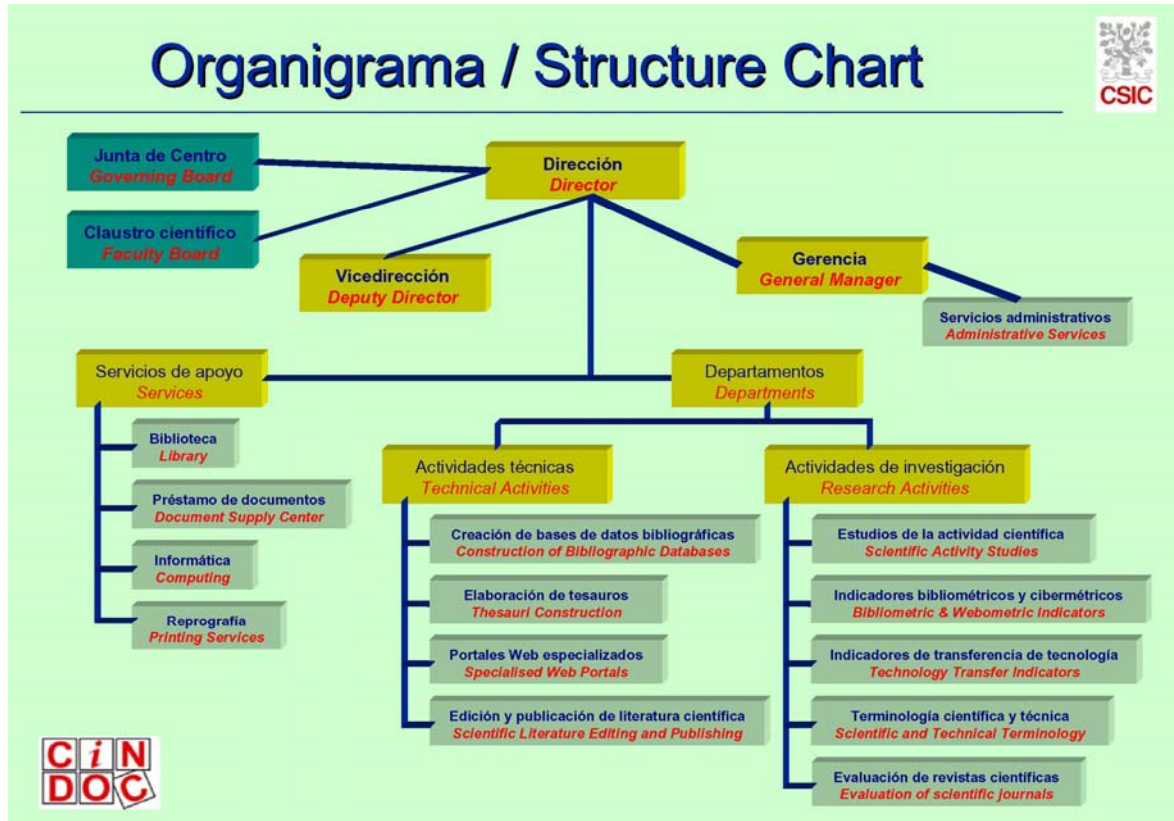 Organigrama / Structure Chart
CSIC
Junta de Centro
Governing Board
Dirección
Director
Claustro científico
Faculty Board
Vicedirección
Deputy Director
Gerencia
General Manager
Servicios administrativos
Administrative Services
Servicios de apoyo
Services
Departamentos
Departments
Biblioteca
Library
Préstamo de documentos
Document Supply Center
Informática
Computing
Reprografía
Printing Services
Actividades técnicas
Technical Activities
Creación de bases de datos bibliográficas
Construction of Bibliographic Databases
Elaboración de tesauros
Thesauri Construction
Portales Web especializados
Specialised Web Portals
Edición y publicación de literatura científica
Scientific Literature Editing and Publishing
Actividades de investigación
Research Activities
Estudios de la actividad científica
Scientific Activity Studies
Indicadores bibliométricos y cibermétricos
Bibliometric & Webometric Indicators
Indicadores de transferencia de tecnología
Technology Transfer Indicators
Terminología científica y técnica
Scientific and Technical Terminology
Evaluación de revistas científicas
Evaluation of scientific journals
CiN
DOC